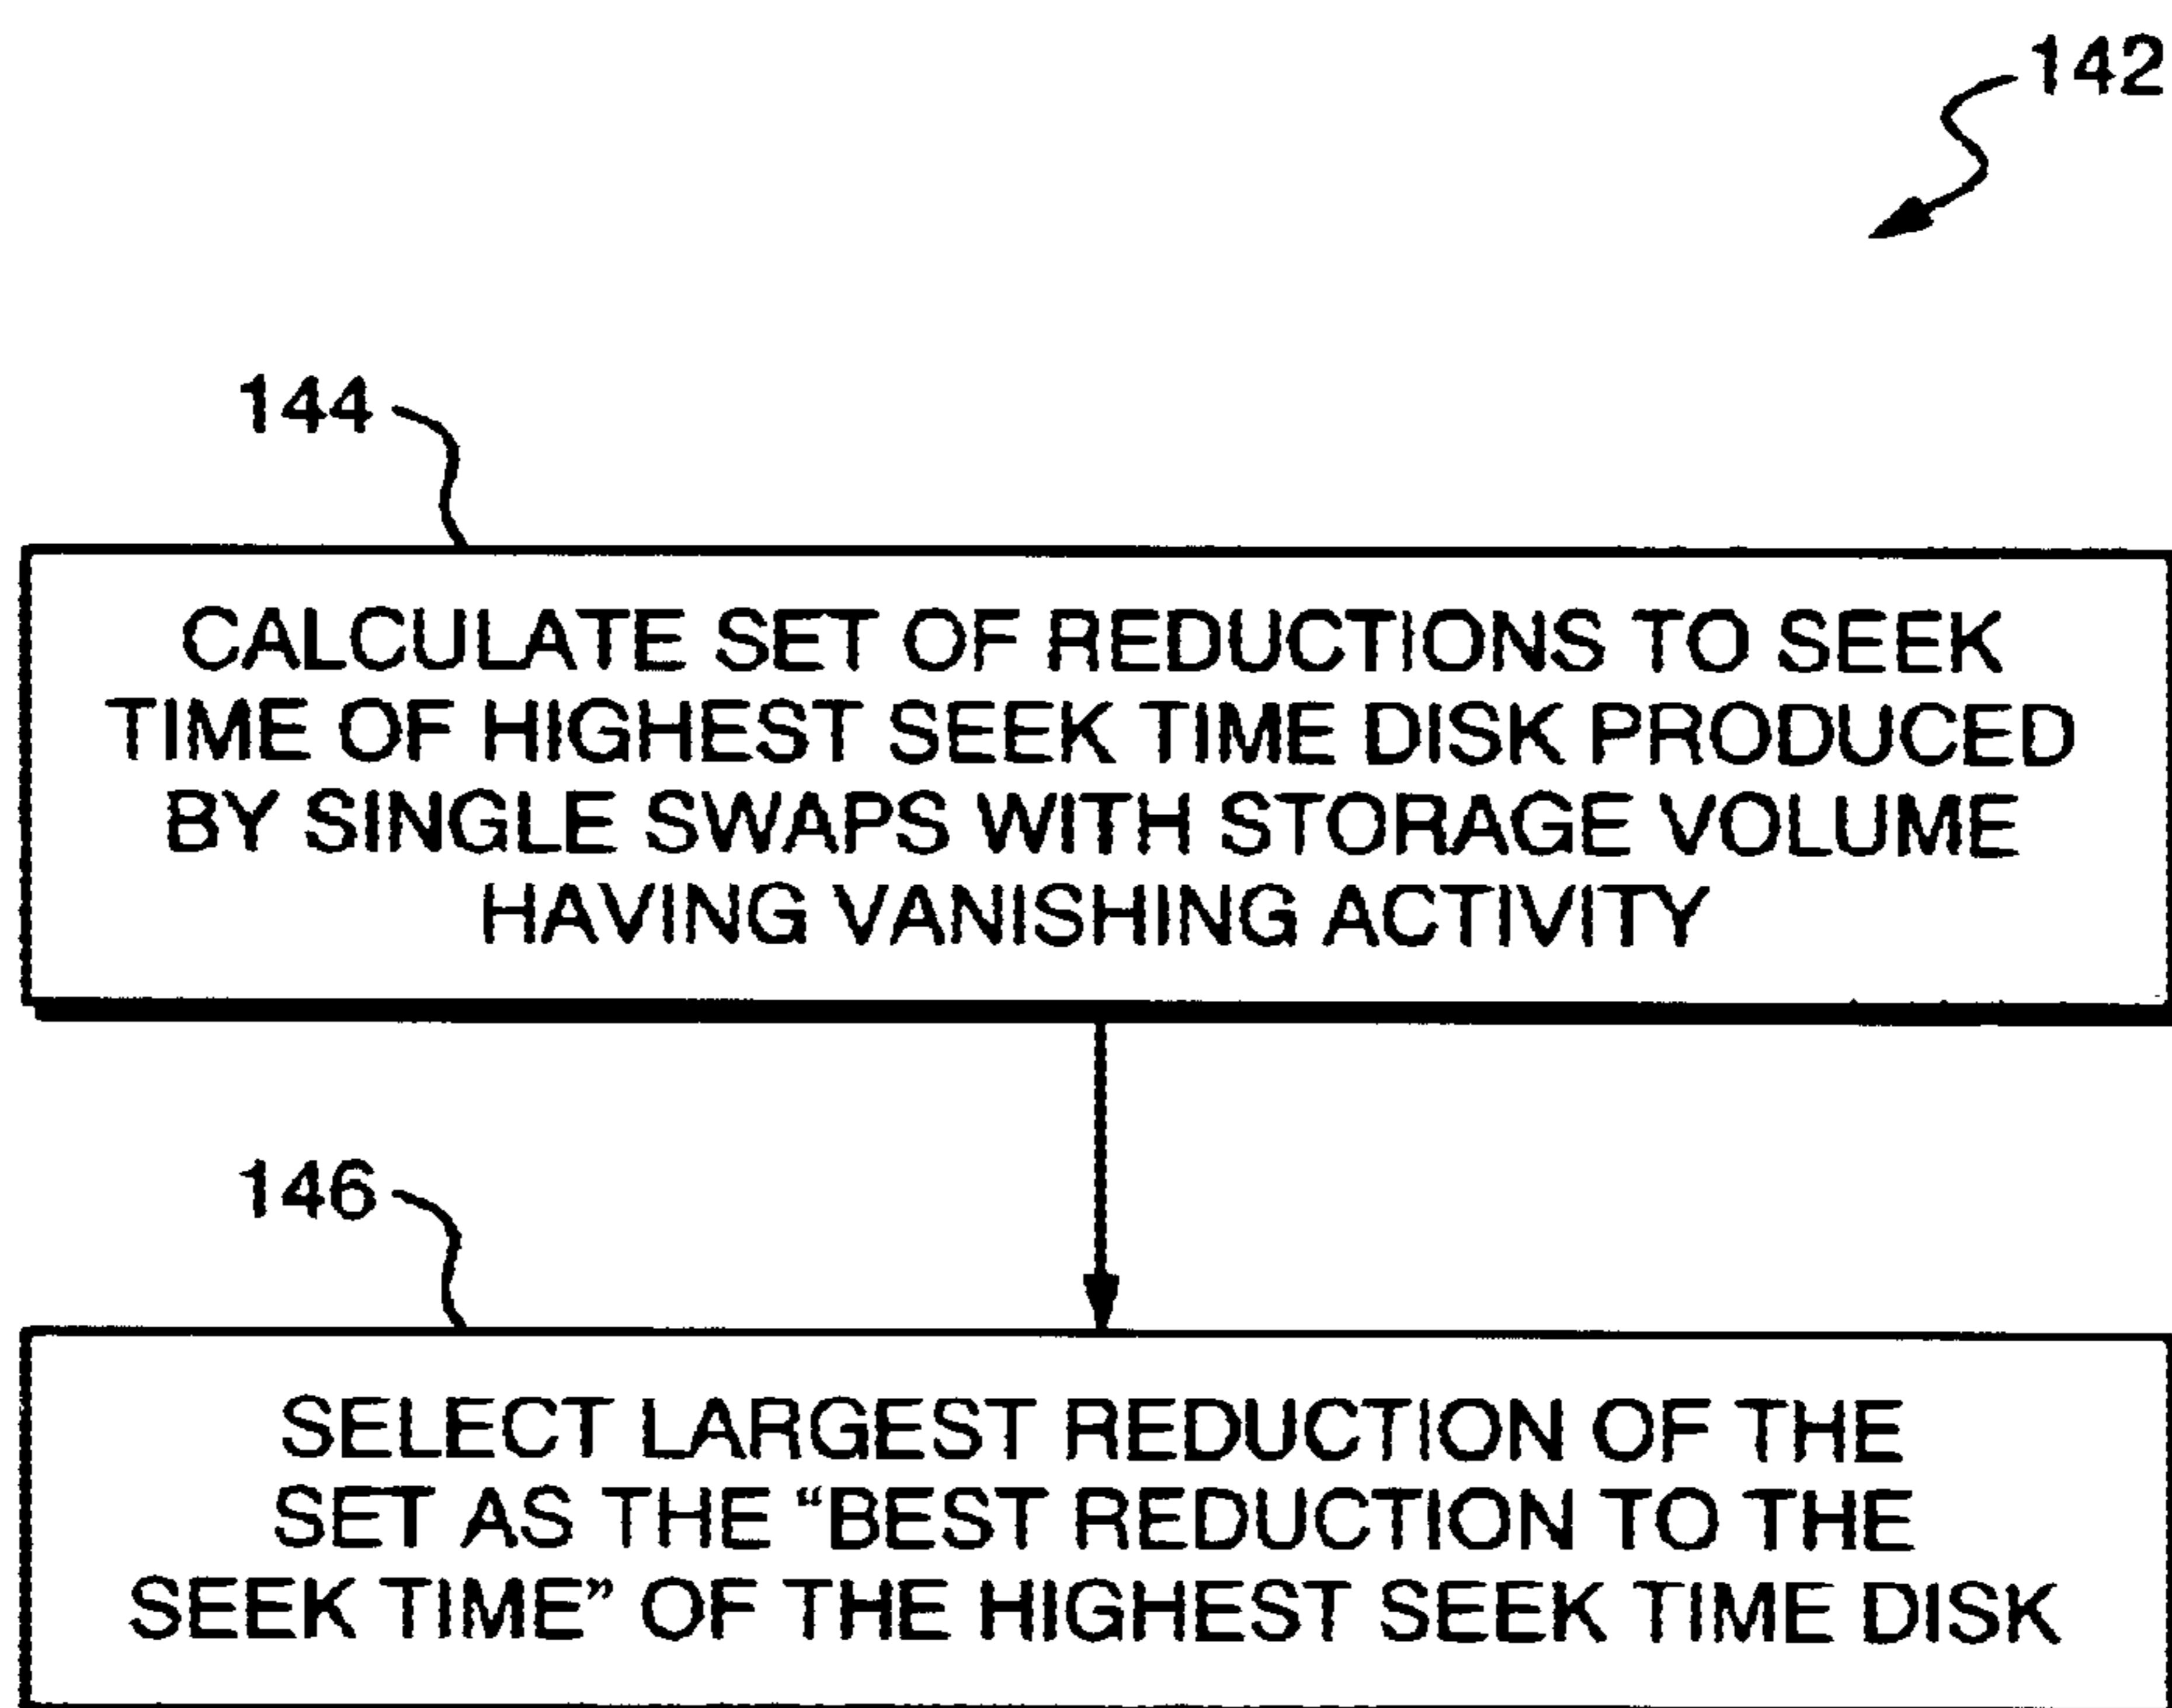 142
144
CALCULATE SET OF REDUCTIONS TO SEEK
TIME OF HIGHEST SEEK TIME DISK PRODUCED
BY SINGLE SWAPS WITH STORAGE VOLUME
HAVING VANISHING ACTIVITY
146
SELECT LARGEST REDUCTION OF THE
SET AS THE “BEST REDUCTION TO THE
SEEK TIME” OF THE HIGHEST SEEK TIME DISK